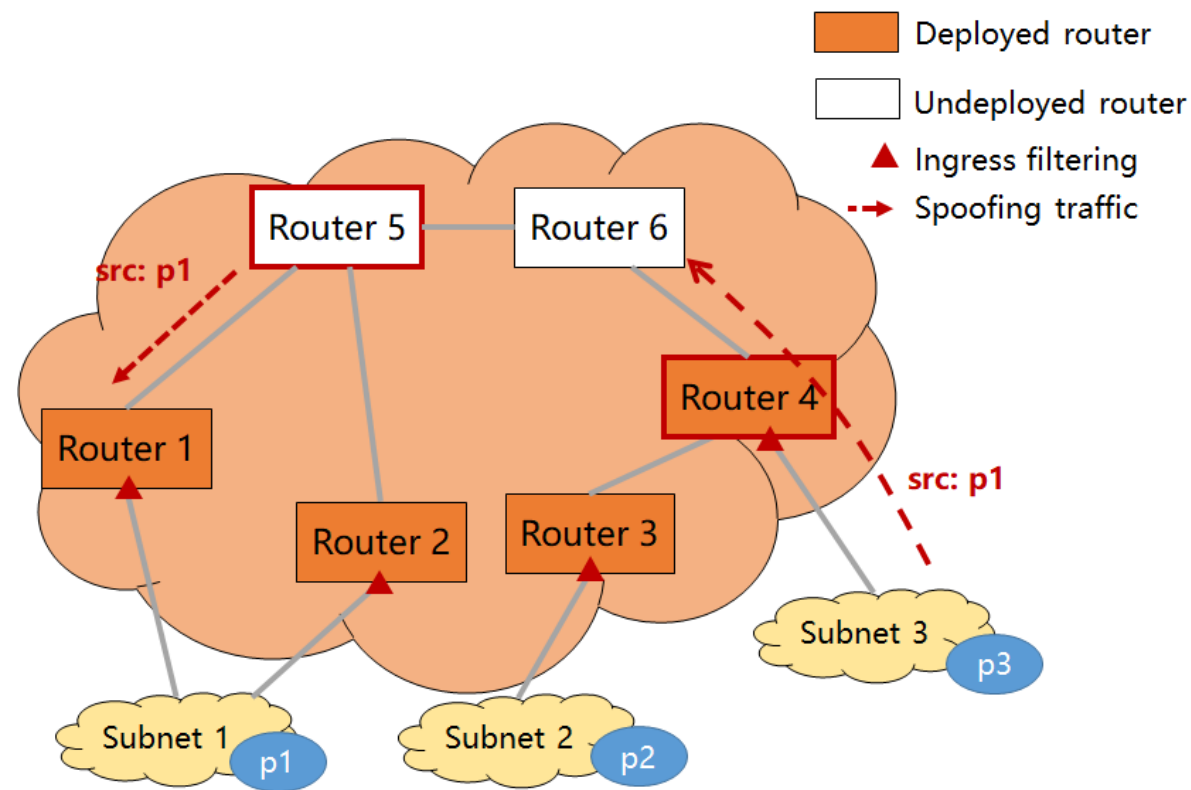 Deployed router
Undeployed router
Ingress filtering
Spoofing traffic
Router 5
Router 6
src: p1
Router 4
Router 1
src: p1
Router 2
Router 3
Subnet 3
p3
Subnet 1
p1
Subnet 2
p2